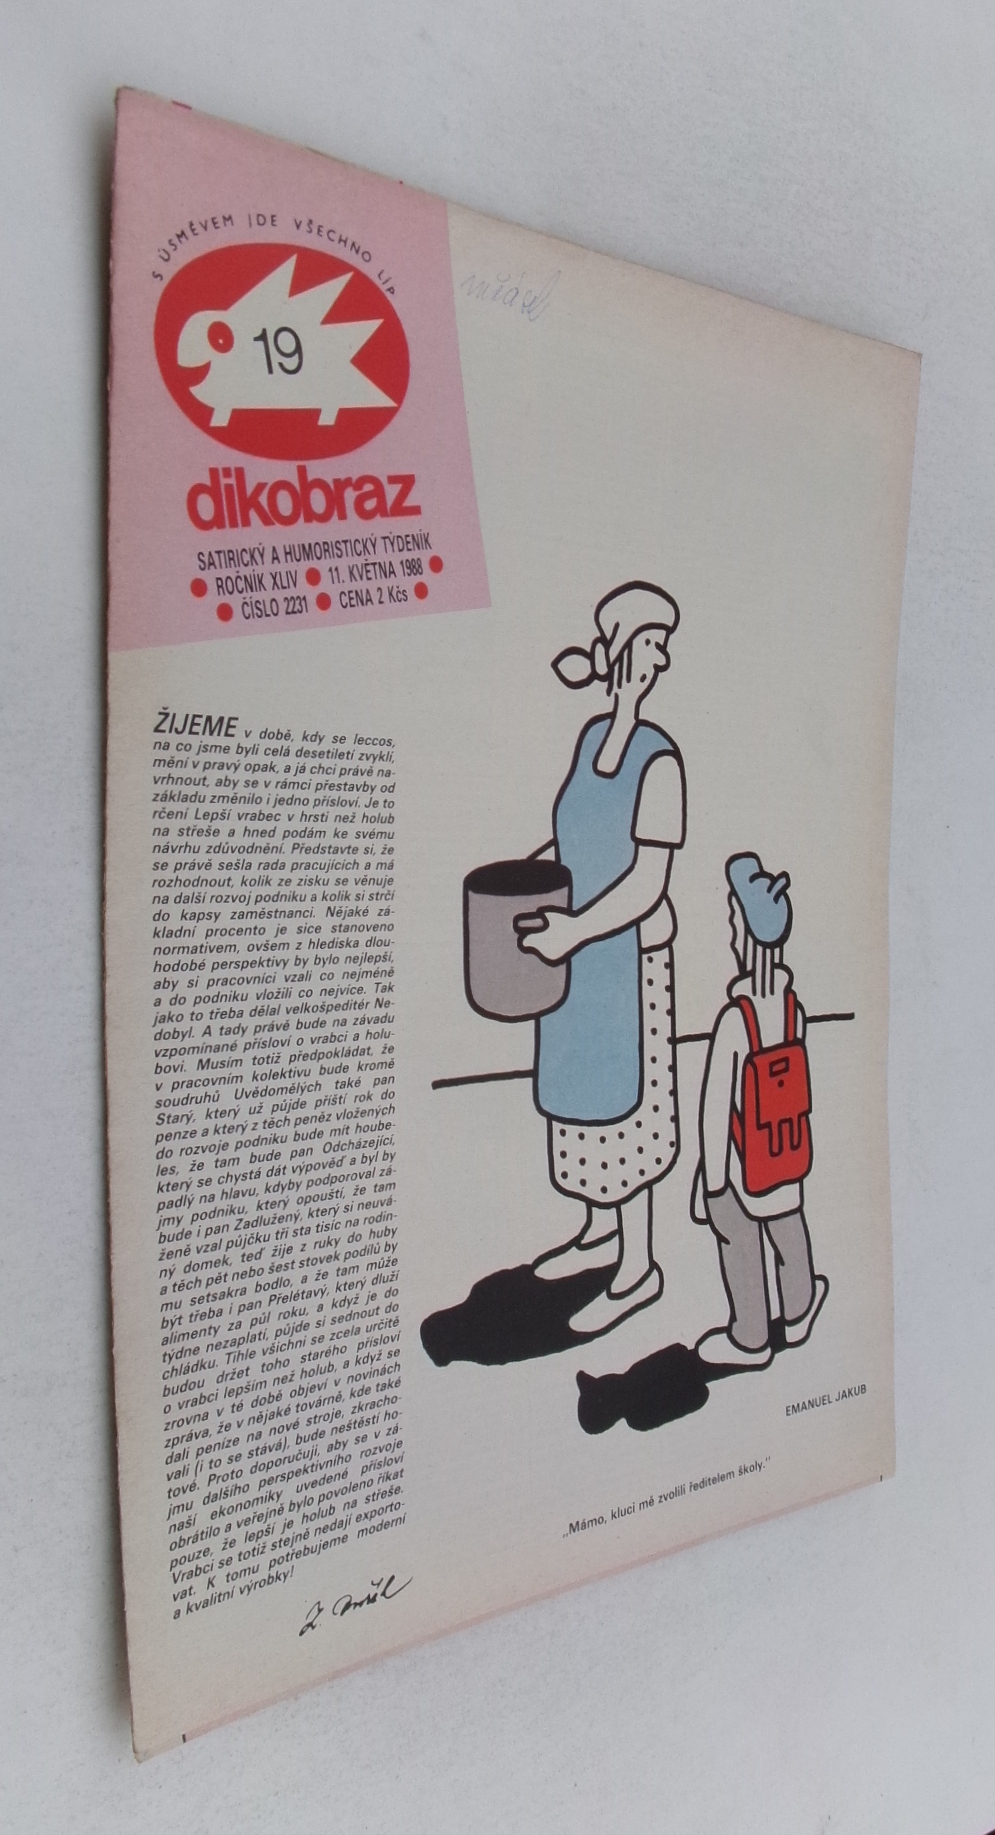 S ÚSMĚVEM JDE VŠECHNO LÍP
19
dikobraz
SATIRICKÝ A HUMORISTICKÝ TÝDENÍK
● ROČNÍK XLIV ● 11. KVĚTNA 1988 ●
● ČÍSLO 2231 ● CENA 2 Kčs ●
ŽIJEME v době, kdy se leccos,
na co jsme byli celá desetiletí zvyklí,
mění v pravý opak, a já chci právě na-
vrhnout, aby se v rámci přestavby od
základu změnilo i jedno přísloví. Je to
rčení Lepší vrabec v hrsti než holub
na střeše a hned podám ke svému
návrhu zdůvodnění. Představte si, že
se právě sešla rada pracujících a má
rozhodnout, kolik ze zisku se věnuje
na další rozvoj podniku a kolik si strčí
do kapsy zaměstnanci. Nějaké zá-
kladní procento je sice stanoveno
normativem, ovšem z hlediska dlou-
hodobé perspektivy by bylo nejlepší,
aby si pracovníci vzali co nejméně
a do podniku vložili co nejvíce. Tak
jako to třeba dělal velkošpeditér Ne-
dobyl. A tady právě bude na závadu
vzpomínané přísloví o vrabci a holu-
bovi. Musím totiž předpokládat, že
v pracovním kolektivu bude kromě
soudruhů Uvědomělých také pan
Starý, který už půjde příští rok do
penze a který z těch peněz vložených
do rozvoje podniku bude mít hoube-
les, že tam bude pan Odcházející,
který se chystá dát výpověď a byl by
padlý na hlavu, kdyby podporoval zá-
jmy podniku, který opouští, že tam
bude i pan Zadlužený, který si neuvá-
ženě vzal půjčku tři sta tisíc na rodin-
ný domek, teď žije z ruky do huby
a těch pět nebo šest stovek podílů by
mu setsakra bodlo, a že tam může
být třeba i pan Přelétavý, který dluží
alimenty za půl roku, a když je do
týdne nezaplatí, půjde si sednout do
chládku. Tihle všichni se zcela určitě
budou držet toho starého přísloví
o vrabci lepším než holub, a když se
zrovna v té době objeví v novinách
zpráva, že v nějaké továrně, kde také
dali peníze na nové stroje, zkracho-
vali (i to se stává), bude neštěstí ho-
tové. Proto doporučuji, aby se v zá-
jmu dalšího perspektivního rozvoje
naší ekonomiky uvedené přísloví
obrátilo a veřejně bylo povoleno říkat
pouze, že lepší je holub na střeše.
Vrabci se totiž stejně nedají exporto-
vat. K tomu potřebujeme moderní
a kvalitní výrobky!
EMANUEL JAKUB
„Mámo, kluci mě zvolili ředitelem školy."